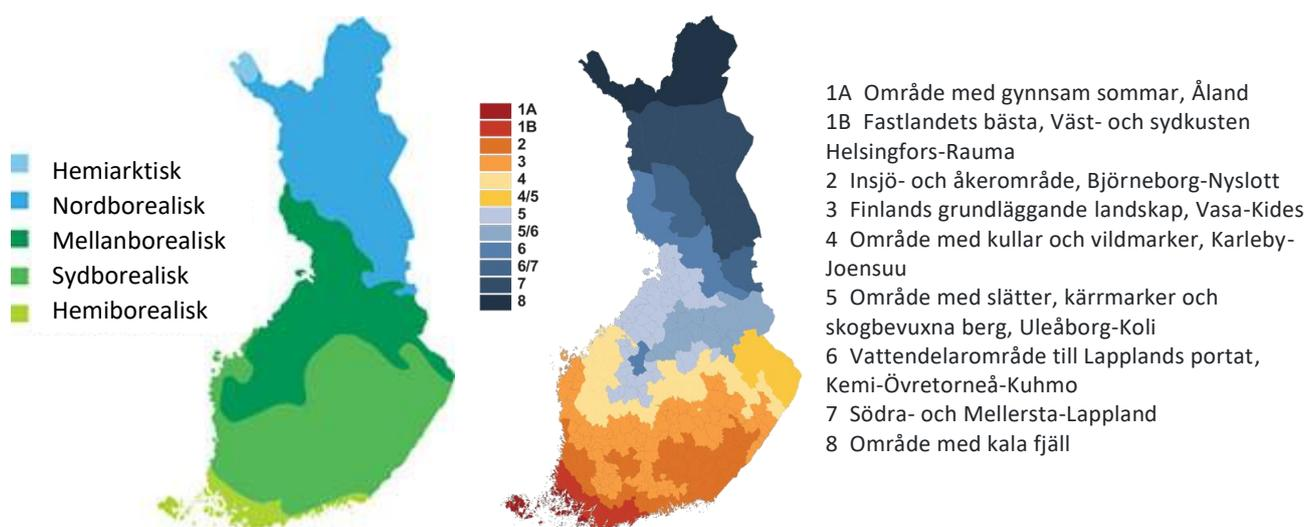 Hemiarktisk
Nordborealisk
Mellanborealisk
Sydborealisk
Hemiborealisk
1A
1B
2
3
4
4/5
5
5/6
6
6/7
7
8
1A Område med gynnsam sommar, Åland
1B Fastlandets bästa, Väst- och sydkusten
Helsingfors-Rauma
2 Insjö- och åkerområde, Björneborg-Nyslott
3 Finlands grundläggande landskap, Vasa-Kides
4 Område med kullar och vildmarker, Karleby-
Joensuu
5 Område med slätter, kärrmarker och
skogbevuxna berg, Uleåborg-Koli
6 Vattendelarområde till Lapplands portat,
Kemi-Övretorneå-Kuhmo
7 Södra- och Mellersta-Lappland
8 Område med kala fjäll